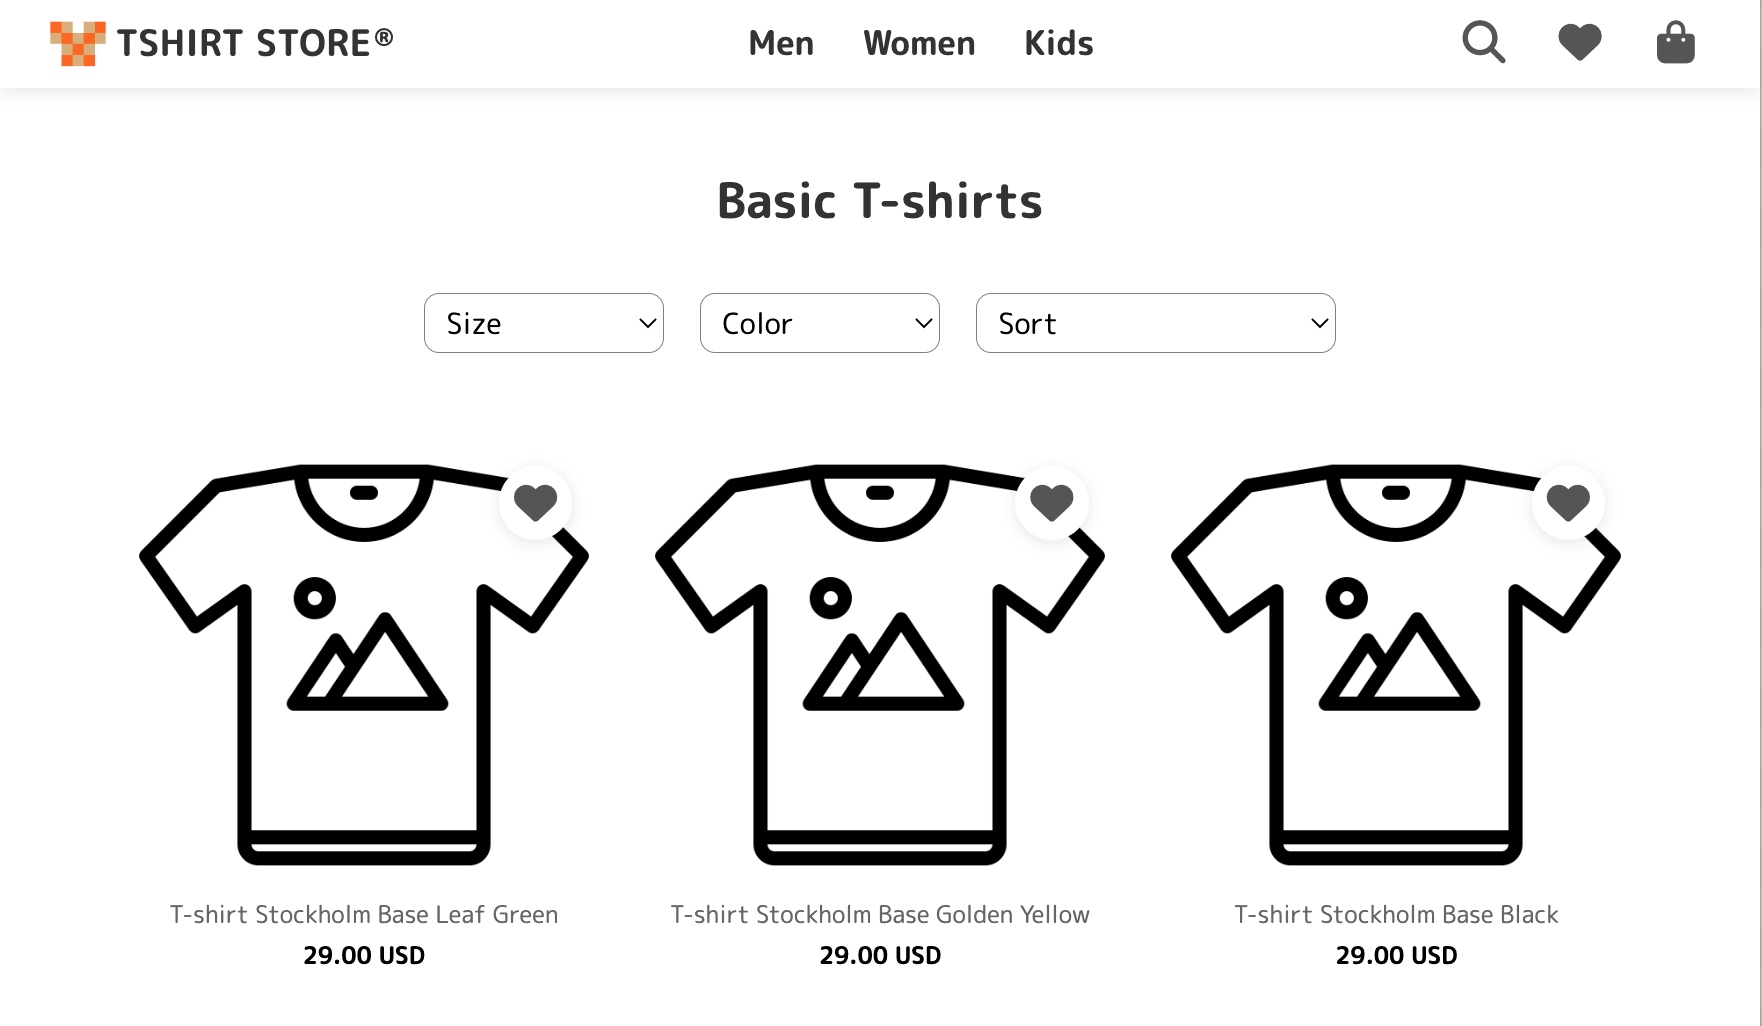 TSHIRT STORE®
Men Women Kids
Basic T-shirts
Size Color Sort
T-shirt Stockholm Base Leaf Green
29.00 USD
T-shirt Stockholm Base Golden Yellow
29.00 USD
T-shirt Stockholm Base Black
29.00 USD